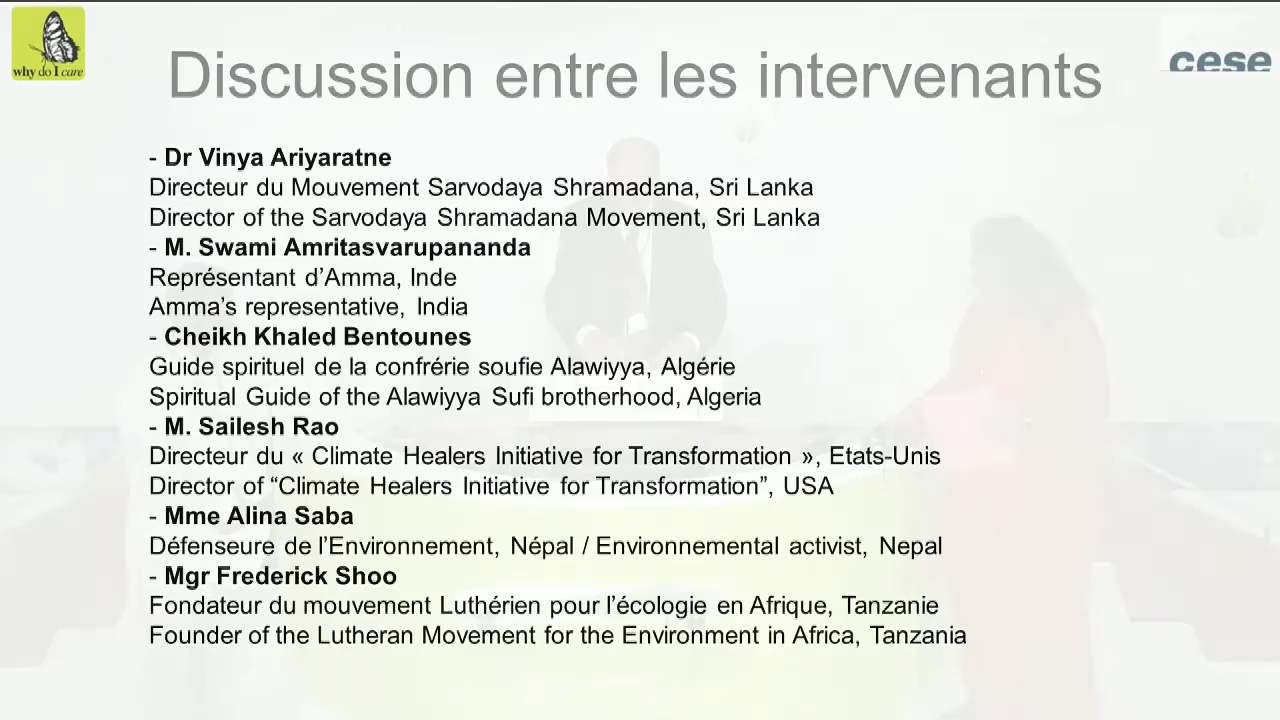 why do I care
cese
Discussion entre les intervenants
- Dr Vinya Ariyaratne
Directeur du Mouvement Sarvodaya Shramadana, Sri Lanka
Director of the Sarvodaya Shramadana Movement, Sri Lanka
- M. Swami Amritasvarupananda
Représentant d’Amma, Inde
Amma’s representative, India
- Cheikh Khaled Bentounes
Guide spirituel de la confrérie soufie Alawiyya, Algérie
Spiritual Guide of the Alawiyya Sufi brotherhood, Algeria
- M. Sailesh Rao
Directeur du « Climate Healers Initiative for Transformation », Etats-Unis
Director of “Climate Healers Initiative for Transformation”, USA
- Mme Alina Saba
Défenseure de l’Environnement, Népal / Environnemental activist, Nepal
- Mgr Frederick Shoo
Fondateur du mouvement Luthérien pour l’écologie en Afrique, Tanzanie
Founder of the Lutheran Movement for the Environment in Africa, Tanzania